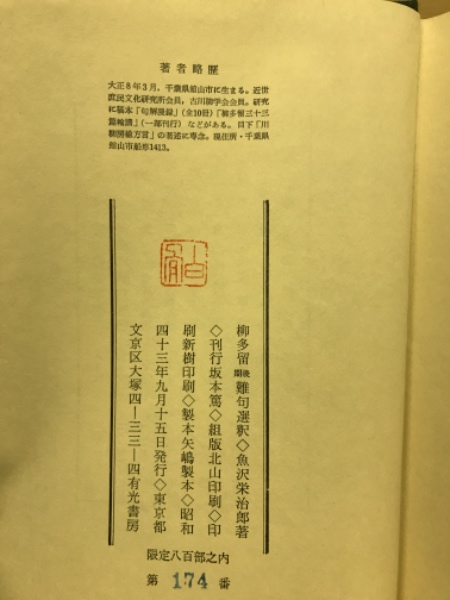 著者略歴
大正8年3月，千葉県館山市に生まる。近世
庶民文化研究所会員，古川柳学会会員。研究
に稿本「句解後録」（全10冊）『柳多留三十三
篇輪講』（一部刊行）などがある。目下「川
柳房総方言」の著述に専念。現住所・千葉県
館山市船形1413。
柳多留後期難句選釈◇魚沢栄治郎著
◇刊行坂本篤◇組版北山印刷◇印
刷新樹印刷◇製本矢嶋製本◇昭和
四十三年九月十五日発行◇東京都
文京区大塚四ー三三ー四有光書房
限定八百部之内
第 174 番